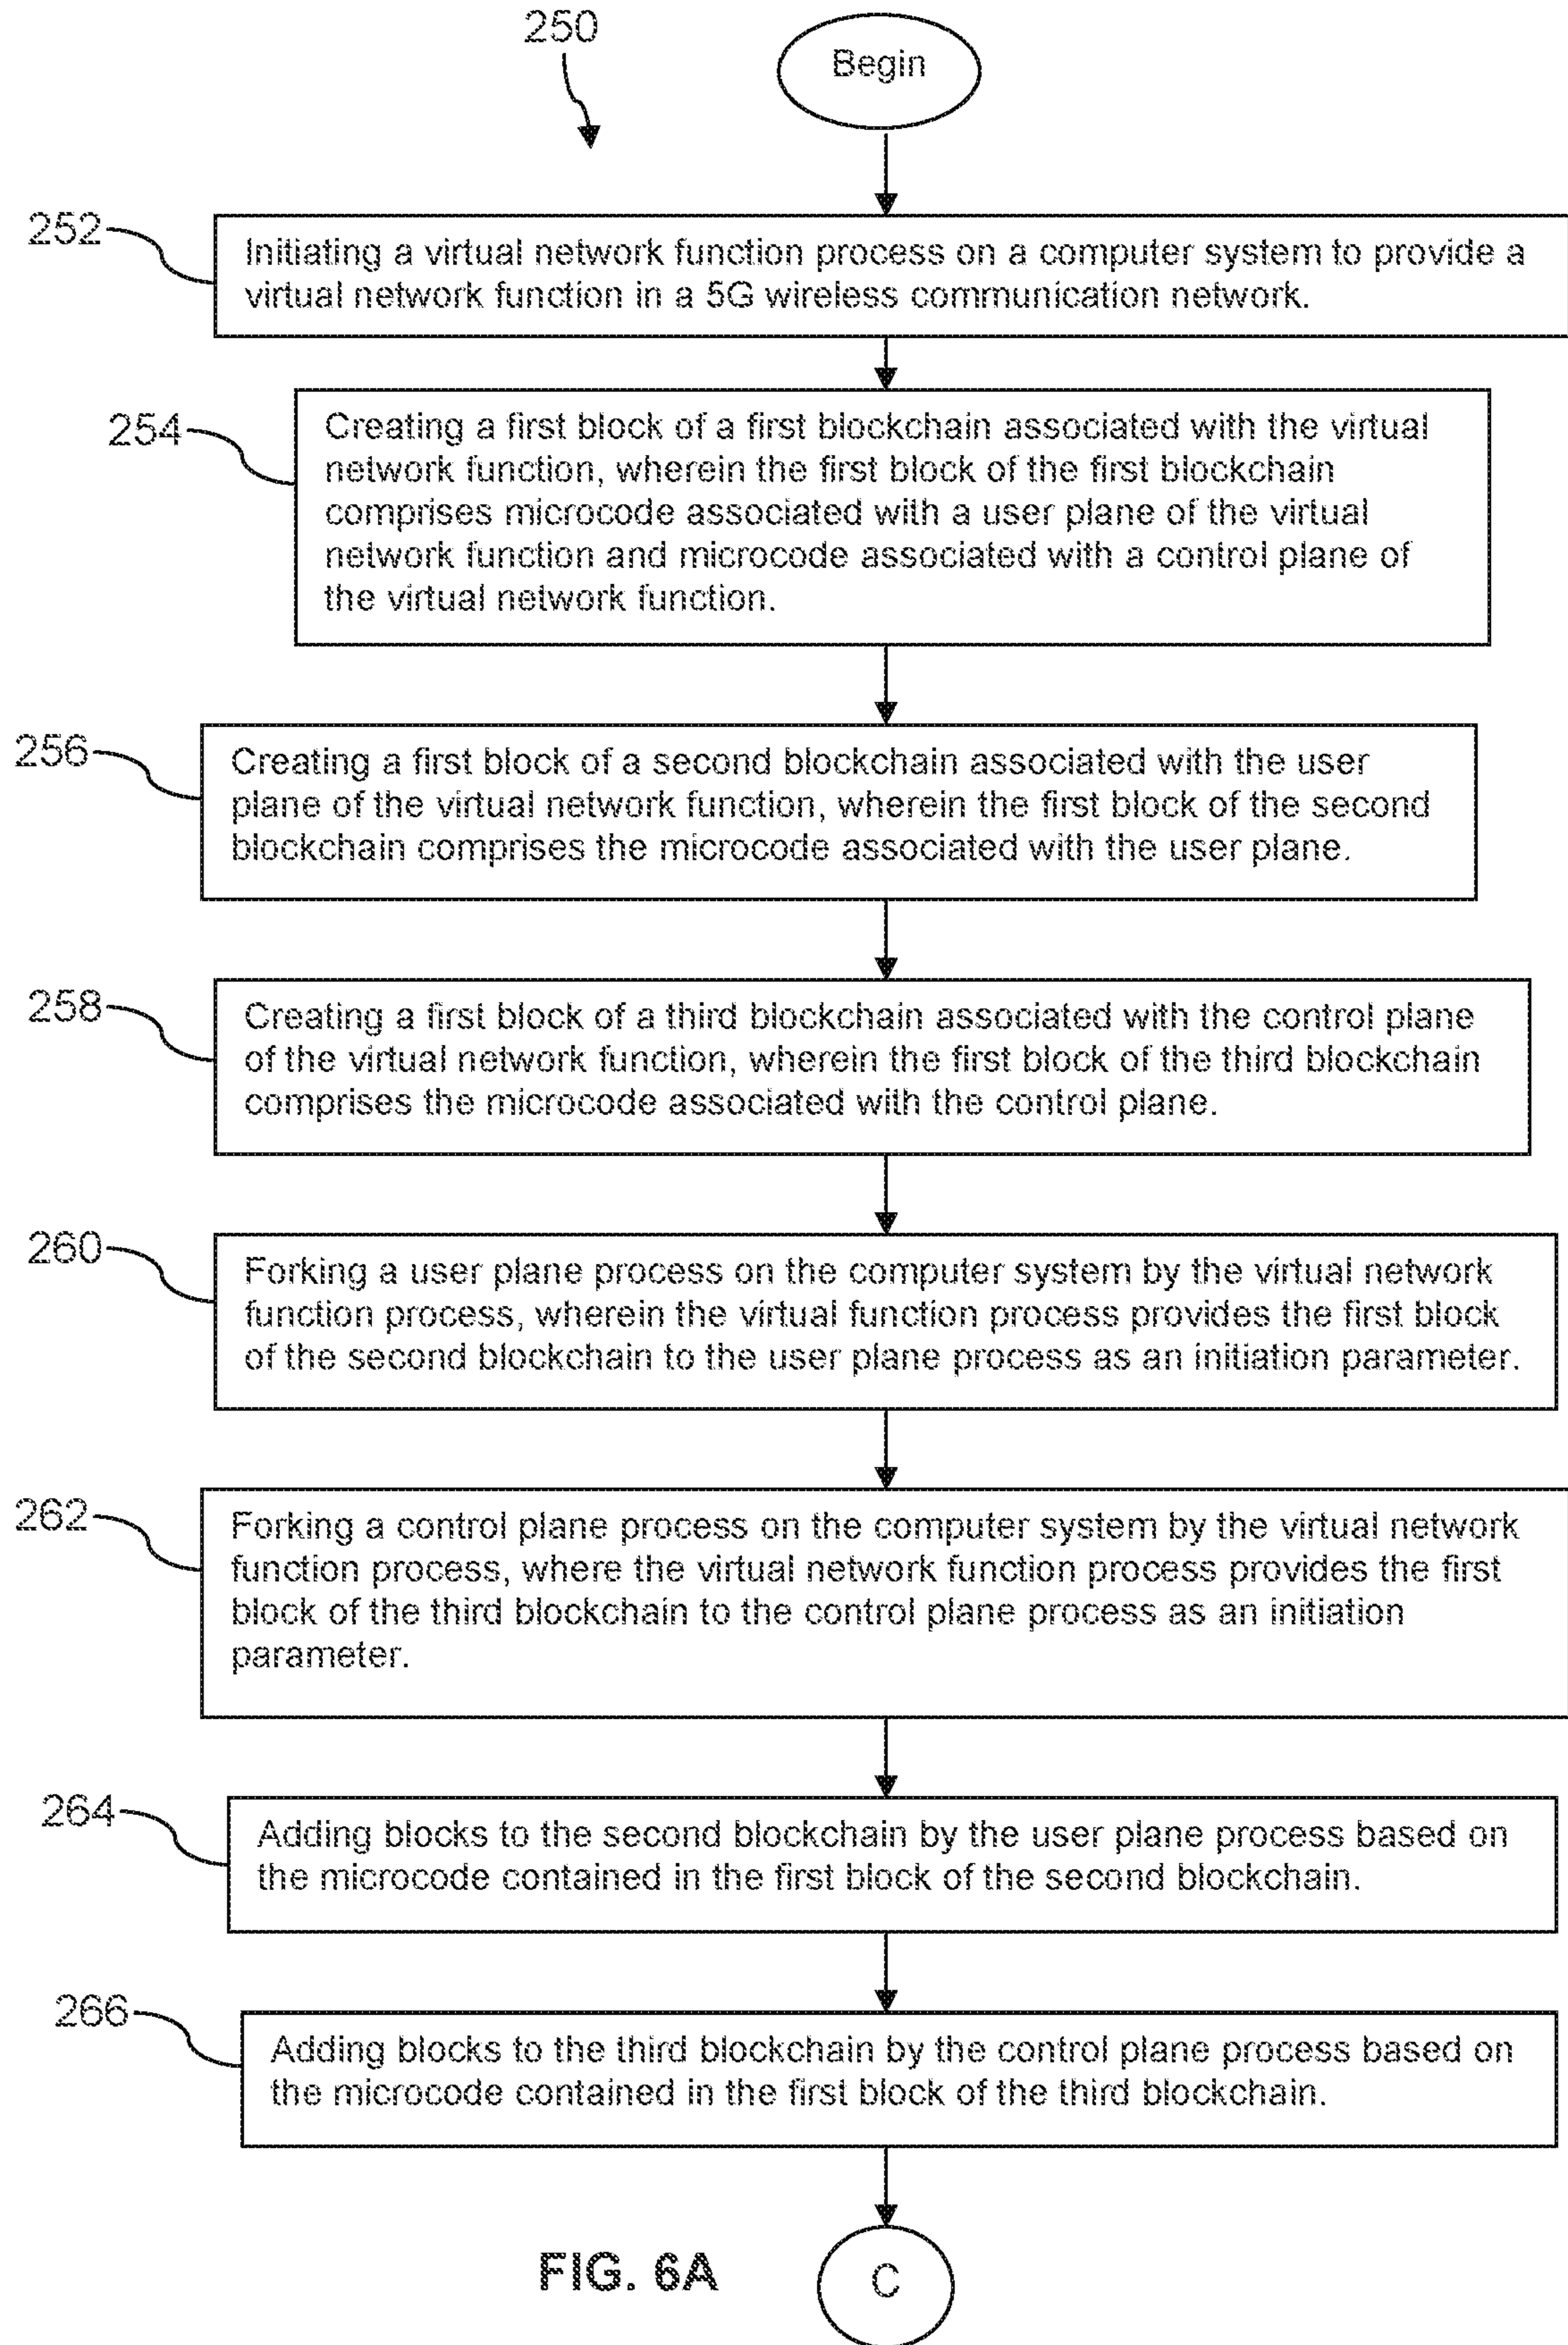 250
Begin
252
Initiating a virtual network function process on a computer system to provide a
virtual network function in a 5G wireless communication network.
254
Creating a first block of a first blockchain associated with the virtual
network function, wherein the first block of the first blockchain
comprises microcode associated with a user plane of the virtual
network function and microcode associated with a control plane of
the virtual network function.
256
Creating a first block of a second blockchain associated with the user
plane of the virtual network function, wherein the first block of the second
blockchain comprises the microcode associated with the user plane.
258
Creating a first block of a third blockchain associated with the control plane
of the virtual network function, wherein the first block of the third blockchain
comprises the microcode associated with the control plane.
260
Forking a user plane process on the computer system by the virtual network
function process, wherein the virtual function process provides the first block
of the second blockchain to the user plane process as an initiation parameter.
262
Forking a control plane process on the computer system by the virtual network
function process, where the virtual network function process provides the first
block of the third blockchain to the control plane process as an initiation
parameter.
264
Adding blocks to the second blockchain by the user plane process based on
the microcode contained in the first block of the second blockchain.
266
Adding blocks to the third blockchain by the control plane process based on
the microcode contained in the first block of the third blockchain.
FIG. 6A
C